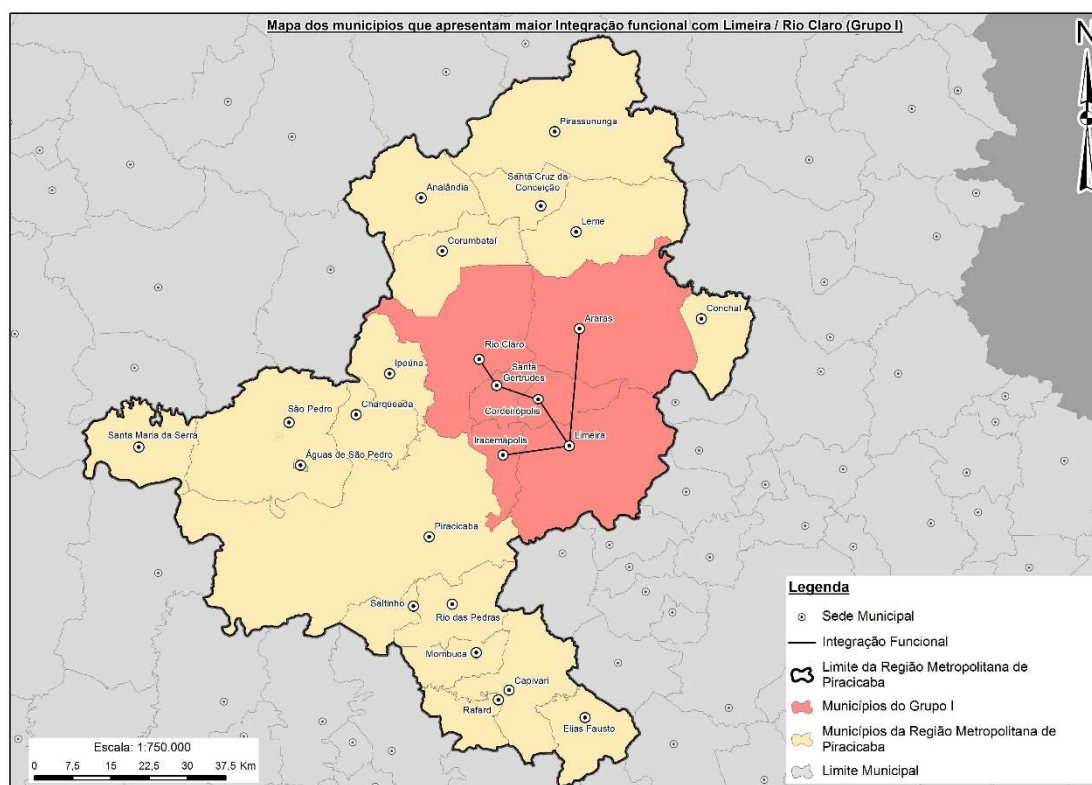 Mapa dos municípios que apresentam maior Integração funcional com Limeira / Rio Claro (Grupo I)
N
Pirassununga
Analândia
Santa Cruz da
Conceição
Leme
Corumbataí
Conchal
Araras
Rio Claro
Santa
Gertrudes
Ipeúna
Cordeirópolis
Charqueada
São Pedro
Limeira
Iracemápolis
Santa Maria da Serra
Águas de São Pedro
Piracicaba
Saltinho
Rio das Pedras
Mombuca
Capivari
Rafard
Elias Fausto
Legenda
Sede Municipal
Integração Funcional
Limite da Região Metropolitana de
Piracicaba
Municípios do Grupo I
Municípios da Região Metropolitana de
Piracicaba
Limite Municipal
Escala: 1:750.000
0 7,5 15 22,5 30 37,5 Km